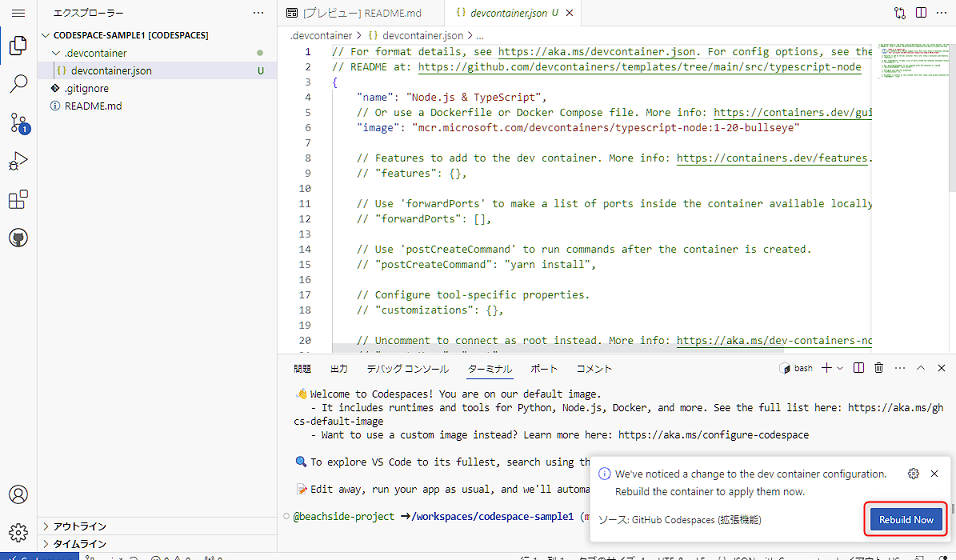 エクスプローラー
CODESPACE-SAMPLE1 [CODESPACES]
.devcontainer
{} devcontainer.json U
.gitignore
README.md
1
アウトライン
タイムライン
[プレビュー] README.md
{} devcontainer.json U
.devcontainer > {} devcontainer.json > ...
1 // For format details, see https://aka.ms/devcontainer.json. For config options, see the
2 // README at: https://github.com/devcontainers/templates/tree/main/src/typescript-node
3 {
4 "name": "Node.js & TypeScript",
5 // Or use a Dockerfile or Docker Compose file. More info: https://containers.dev/gui
6 "image": "mcr.microsoft.com/devcontainers/typescript-node:1-20-bullseye"
7
8 // Features to add to the dev container. More info: https://containers.dev/features.
9 // "features": {},
10
11 // Use 'forwardPorts' to make a list of ports inside the container available locally
12 // "forwardPorts": [],
13
14 // Use 'postCreateCommand' to run commands after the container is created.
15 // "postCreateCommand": "yarn install",
16
17 // Configure tool-specific properties.
18 // "customizations": {},
19
20 // Uncomment to connect as root instead. More info: https://aka.ms/dev-containers-no
問題 出力 デバッグ コンソール ターミナル ポート コメント
bash
👋 Welcome to Codespaces! You are on our default image.
- It includes runtimes and tools for Python, Node.js, Docker, and more. See the full list here: https://aka.ms/gh
cs-default-image
- Want to use a custom image instead? Learn more here: https://aka.ms/configure-codespace
🔍 To explore VS Code to its fullest, search using th
📝 Edit away, run your app as usual, and we'll automa
@beachside-project ➜/workspaces/codespace-sample1 (m
We've noticed a change to the dev container configuration.
Rebuild the container to apply them now.
ソース: GitHub Codespaces (拡張機能)
Rebuild Now